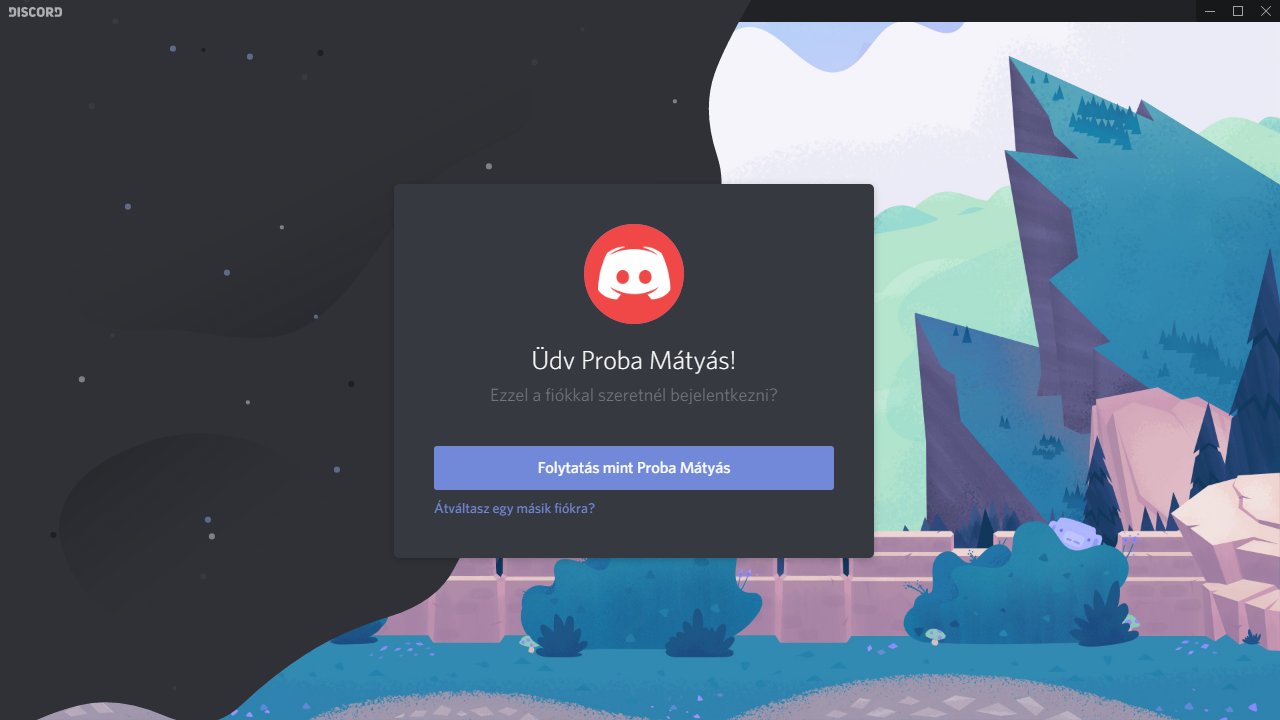 DISCORD
Üdv Proba Mátyás!
Ezzel a fiókkal szeretnél bejelentkezni?
Folytatás mint Proba Mátyás
Átváltasz egy másik fiókra?